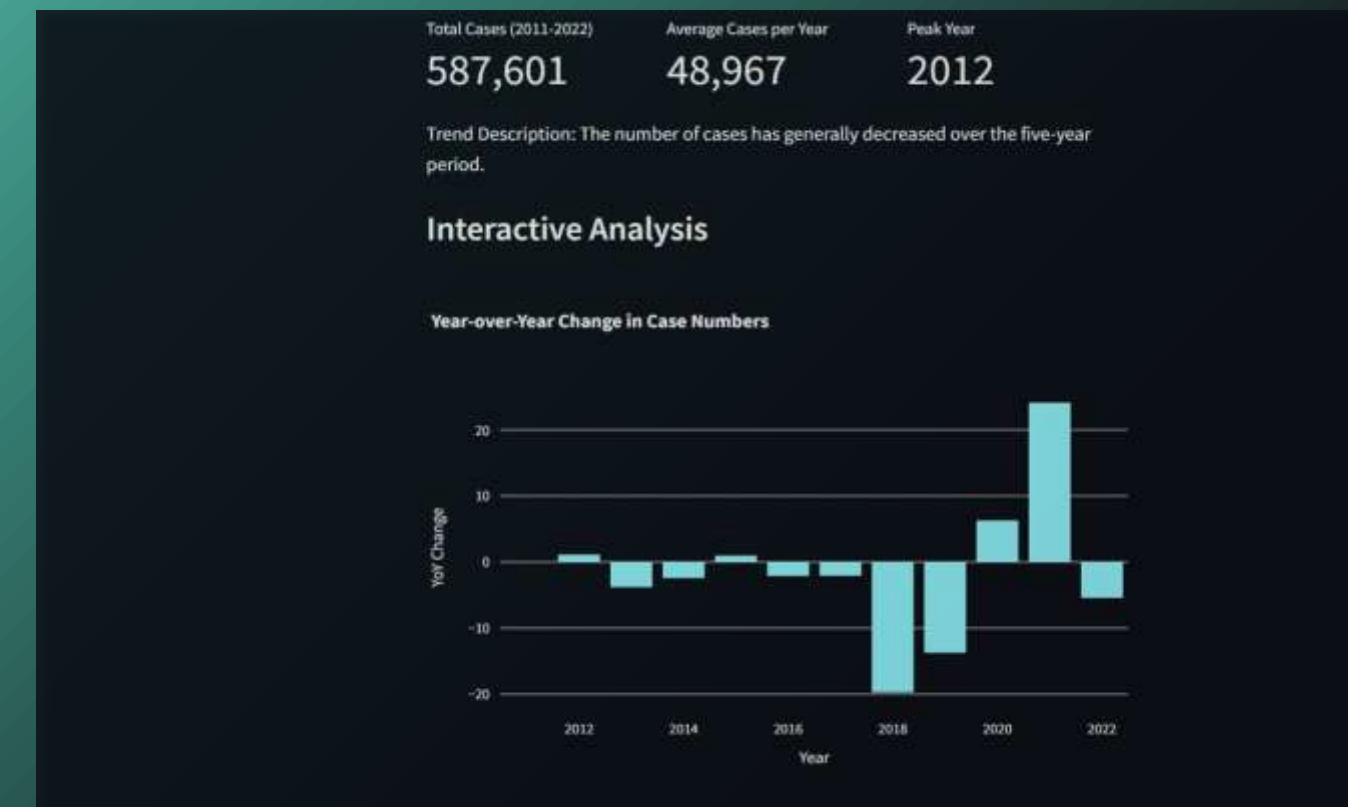 Total Cases (2011-2022)
Average Cases per Year
Peak Year
587,601
48,967
2012
Trend Description: The number of cases has generally decreased over the five-year
period.
Interactive Analysis
Year-over-Year Change in Case Numbers
20
10
0
-10
-20
YoY Change
2012
2014
2016
2018
2020
2022
Year